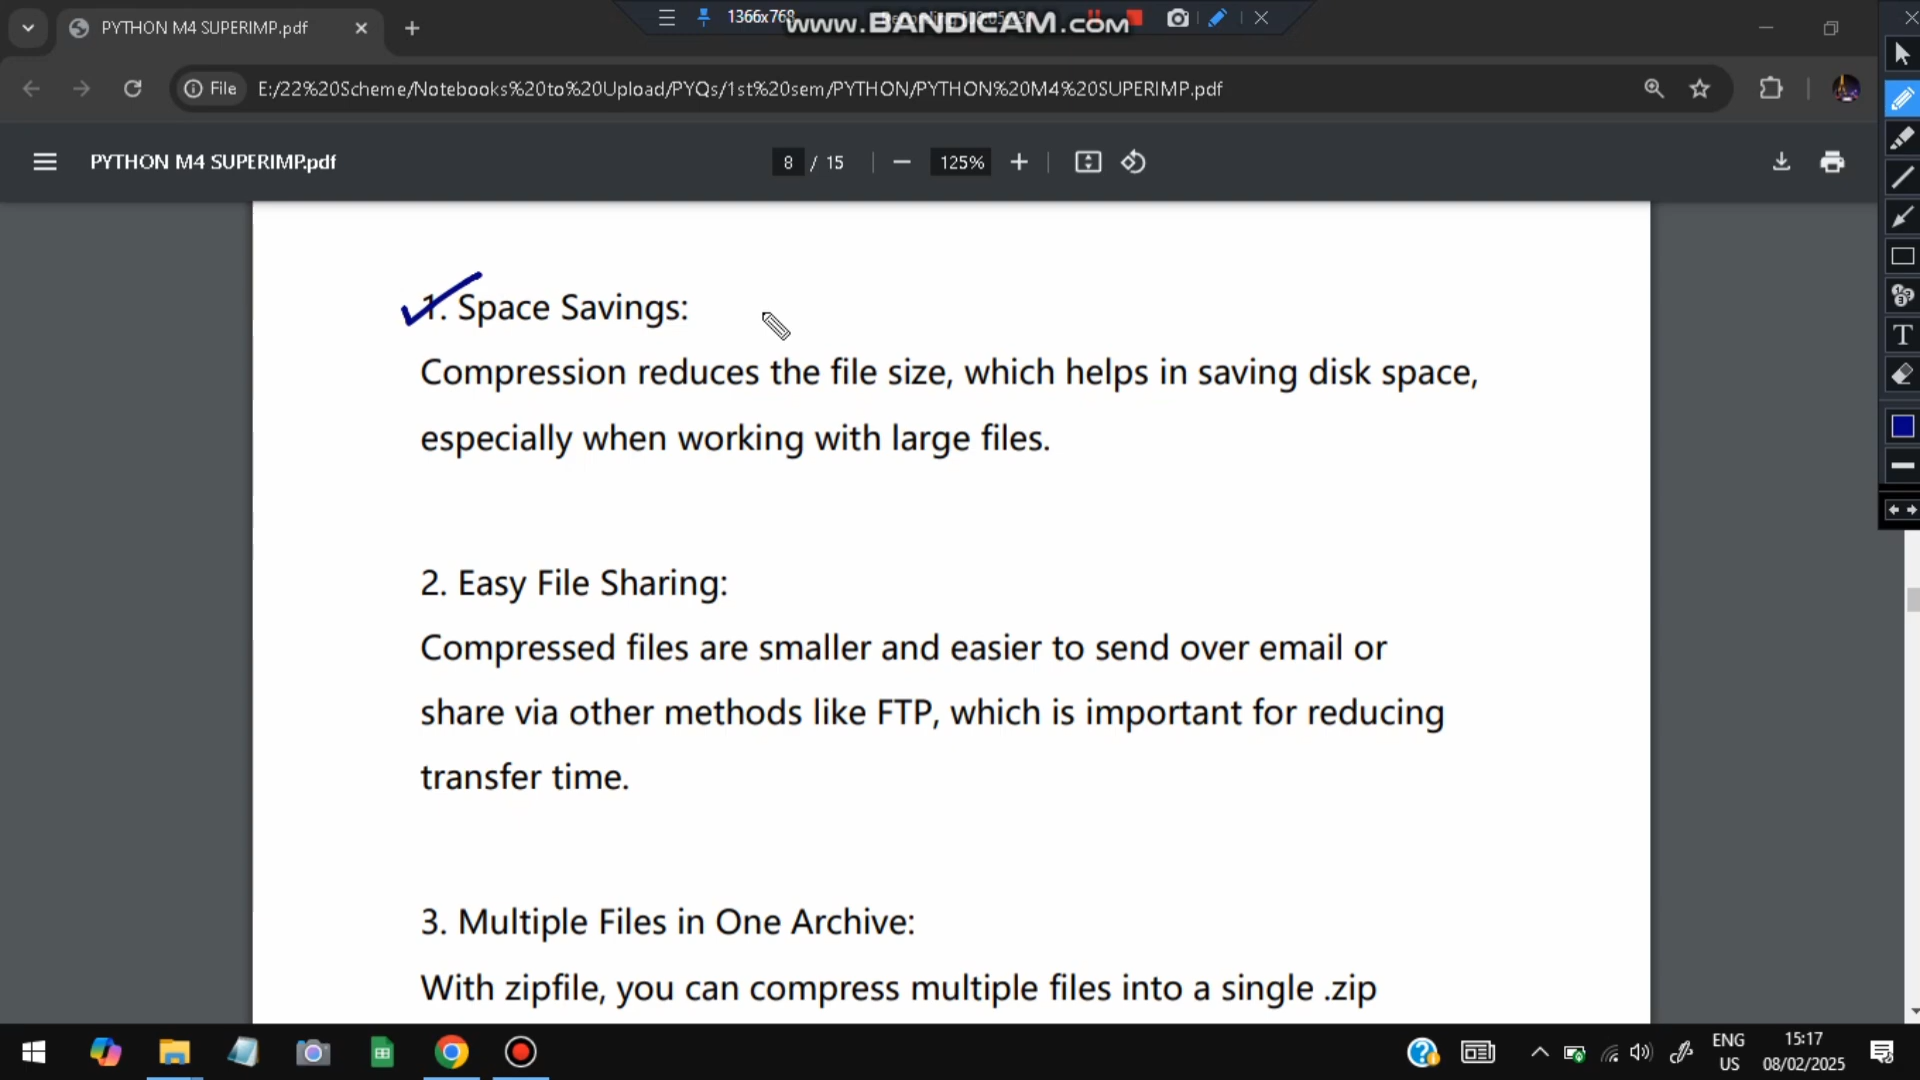 PYTHON M4 SUPERIMP.pdf
1366x768
www.BANDICAM.com
File
E:/22%20Scheme/Notebooks%20to%20Upload/PYQs/1st%20sem/PYTHON/PYTHON%20M4%20SUPERIMP.pdf
PYTHON M4 SUPERIMP.pdf
8 / 15
125%
1. Space Savings:
Compression reduces the file size, which helps in saving disk space,
especially when working with large files.
2. Easy File Sharing:
Compressed files are smaller and easier to send over email or
share via other methods like FTP, which is important for reducing
transfer time.
3. Multiple Files in One Archive:
With zipfile, you can compress multiple files into a single .zip
ENG
US
15:17
08/02/2025